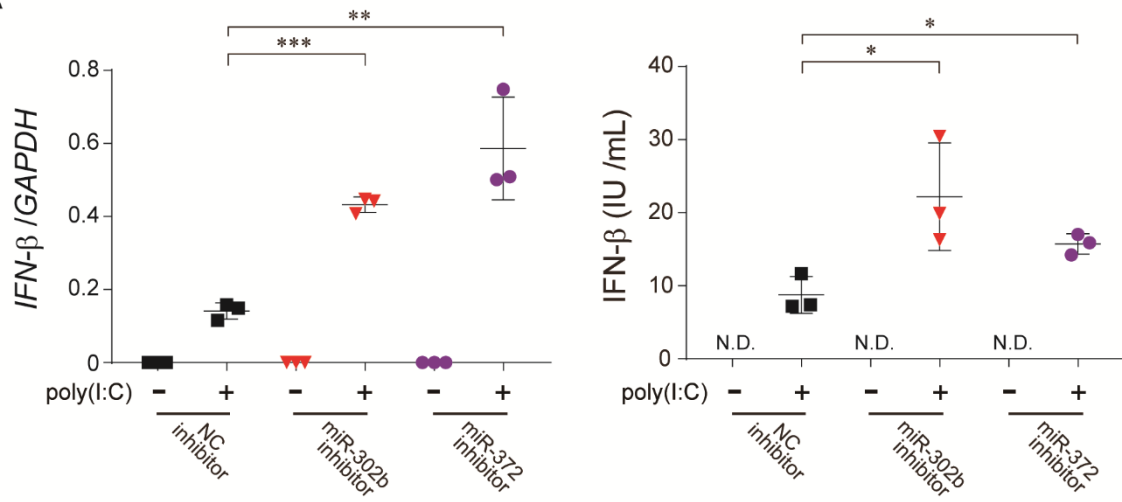 ** 
***
0.8
0.6
0.4
0.2
0
IFN-β /GAPDH
poly(I:C) − + − + − +
NC
inhibitor
miR-302b
inhibitor
miR-372
inhibitor
*
*
40
30
20
10
0
IFN-β (IU /mL)
N.D. N.D. N.D.
poly(I:C) − + − + − +
NC
inhibitor
miR-302b
inhibitor
miR-372
inhibitor